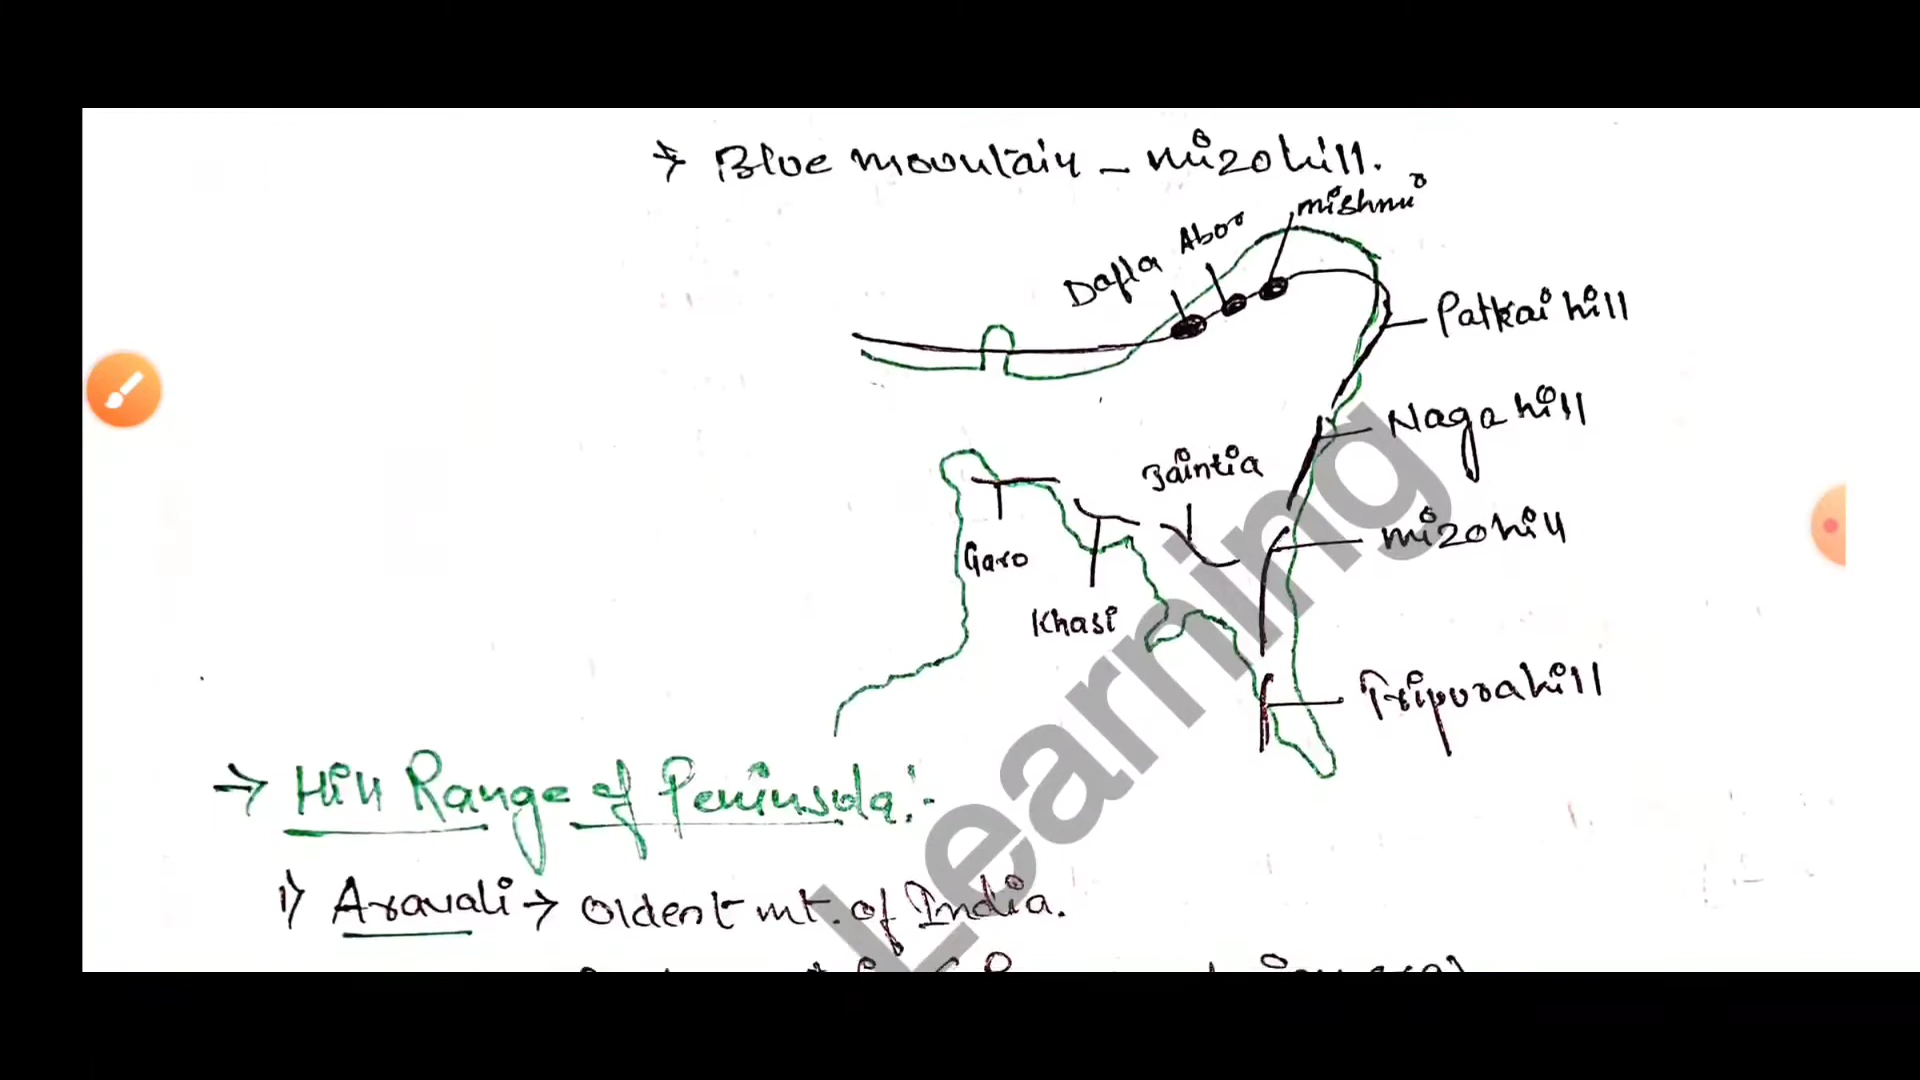 → Blue mountain - Mizo hill.
mishmi
Dafla Abor
Patkai hill
Naga hill
Jaintia
mizo hill
Garo
Khasi
Tripura hill
→ Hill Range of Peninsula:-
1) Aravali → Oldest mt. of India.
Learning